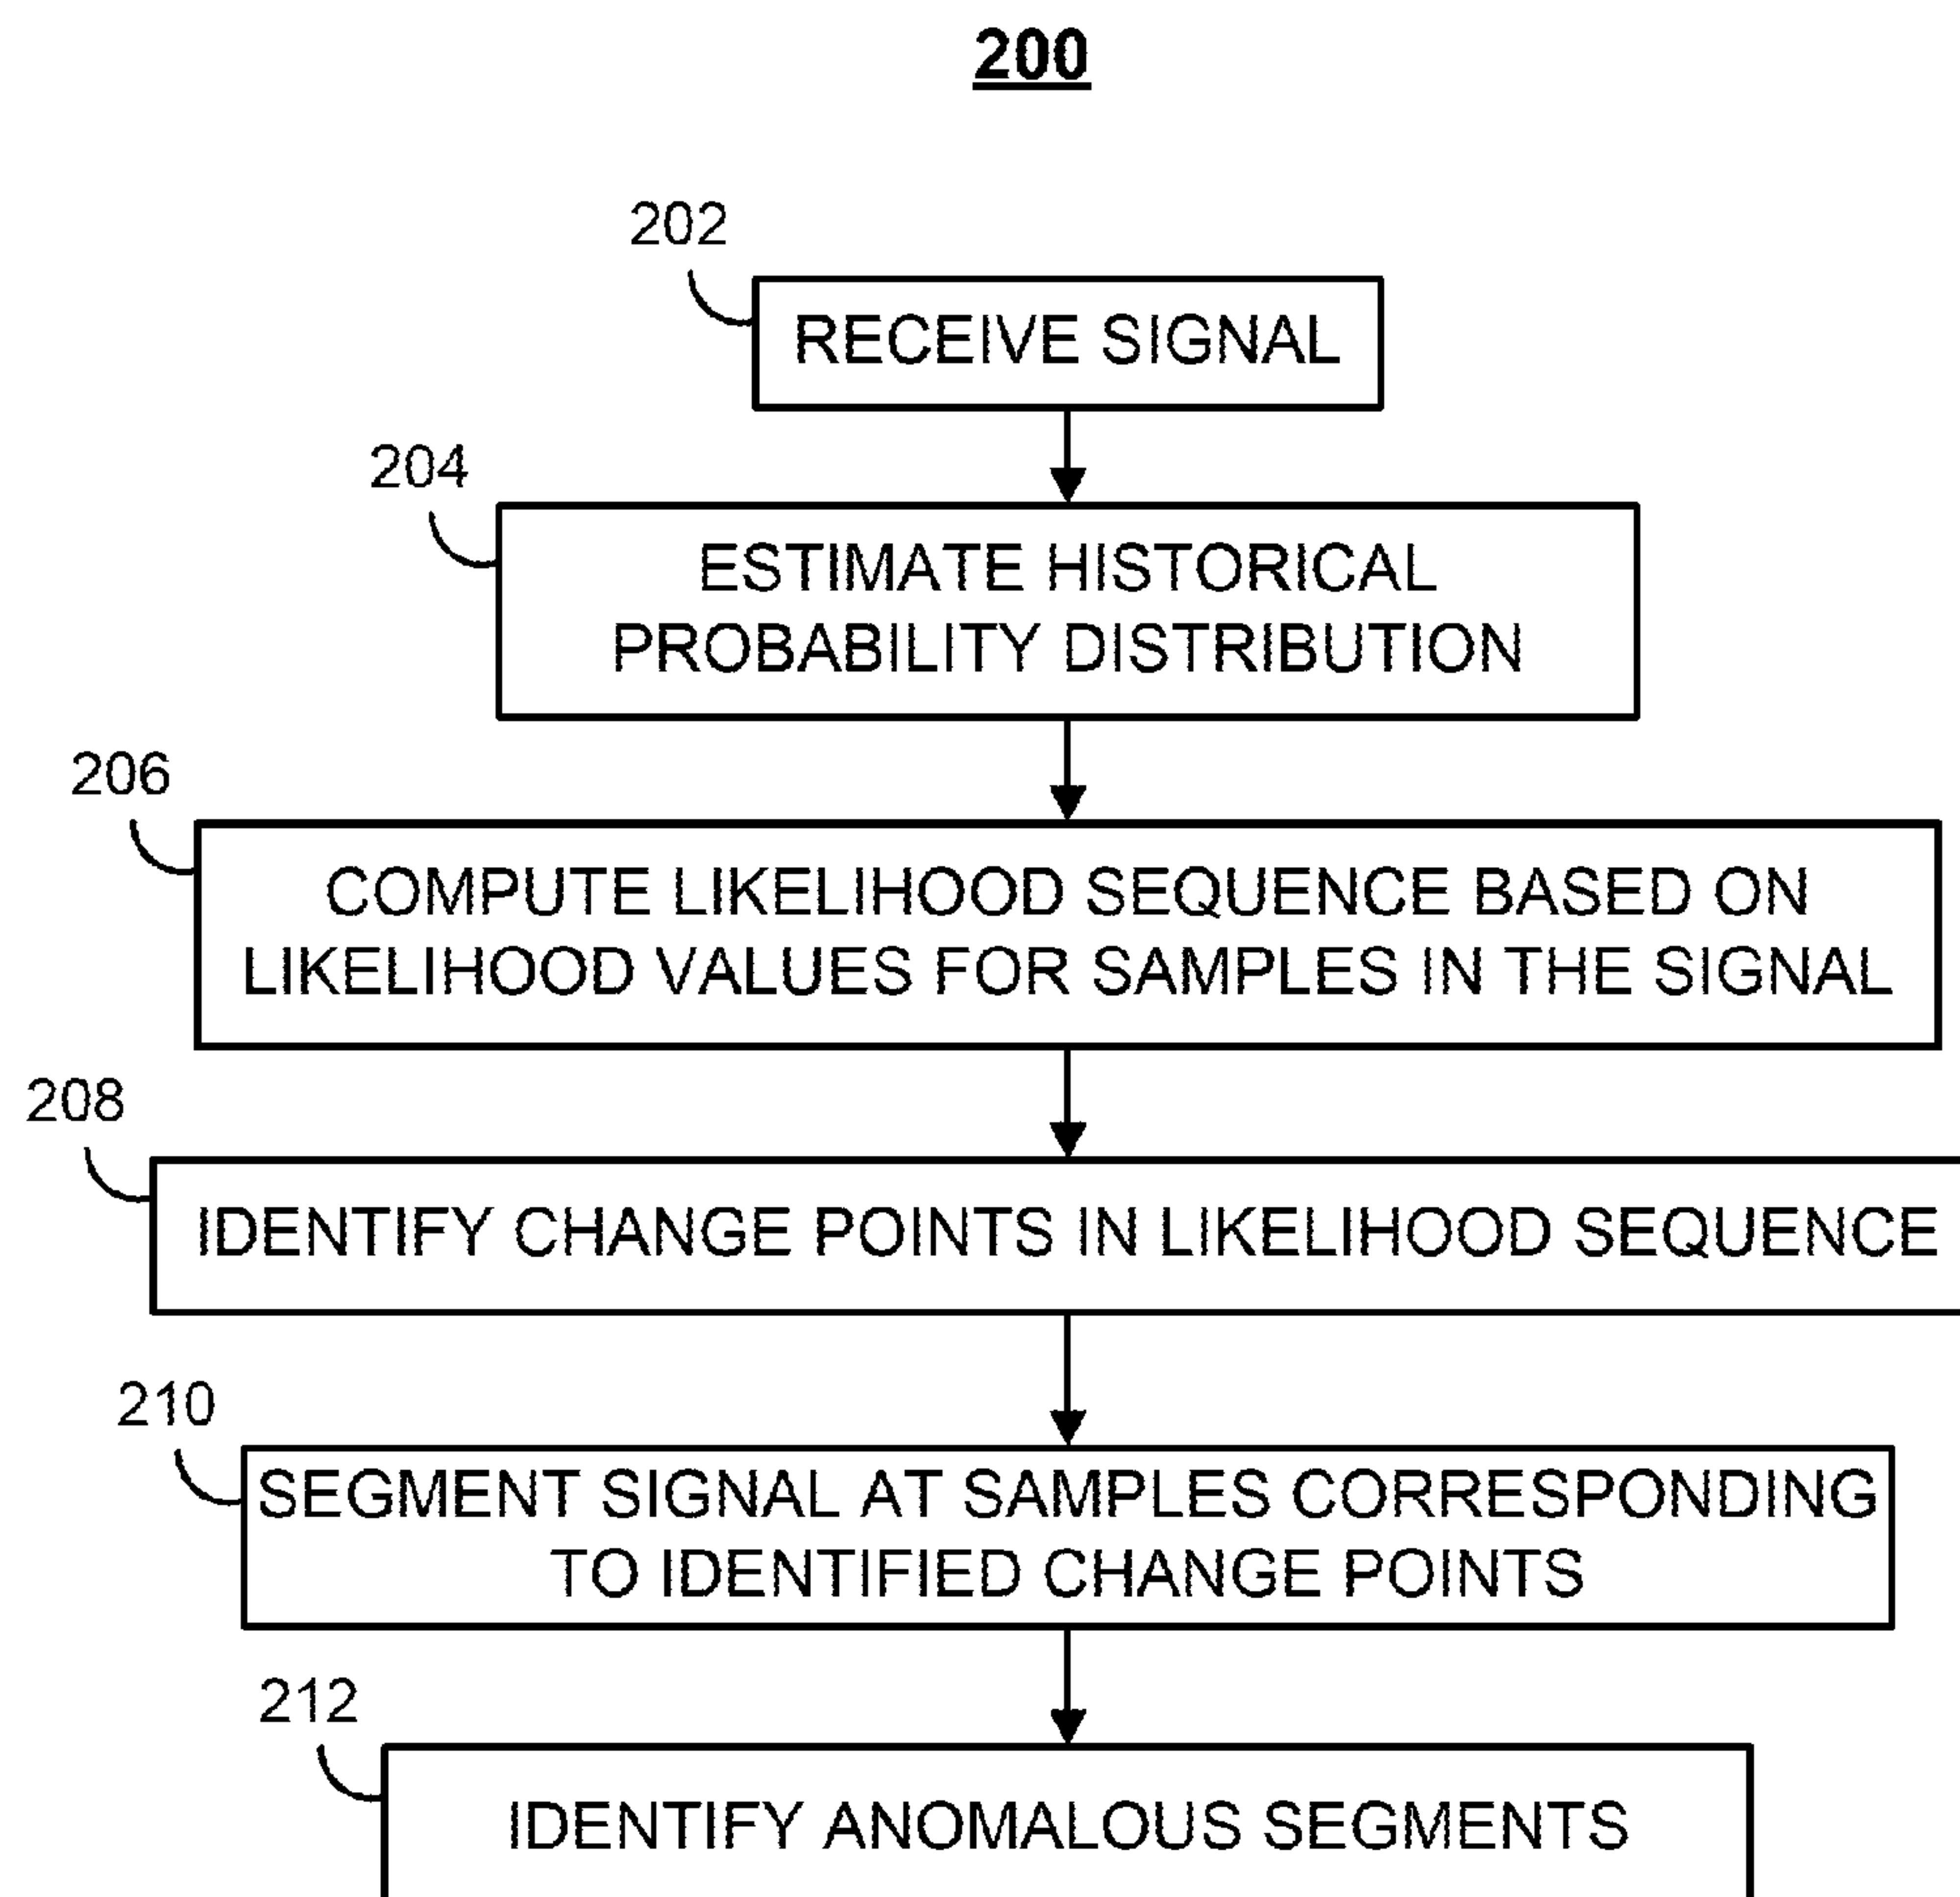 200
202
RECEIVE SIGNAL
204
ESTIMATE HISTORICAL
PROBABILITY DISTRIBUTION
206
COMPUTE LIKELIHOOD SEQUENCE BASED ON
LIKELIHOOD VALUES FOR SAMPLES IN THE SIGNAL
208
IDENTIFY CHANGE POINTS IN LIKELIHOOD SEQUENCE
210
SEGMENT SIGNAL AT SAMPLES CORRESPONDING
TO IDENTIFIED CHANGE POINTS
212
IDENTIFY ANOMALOUS SEGMENTS